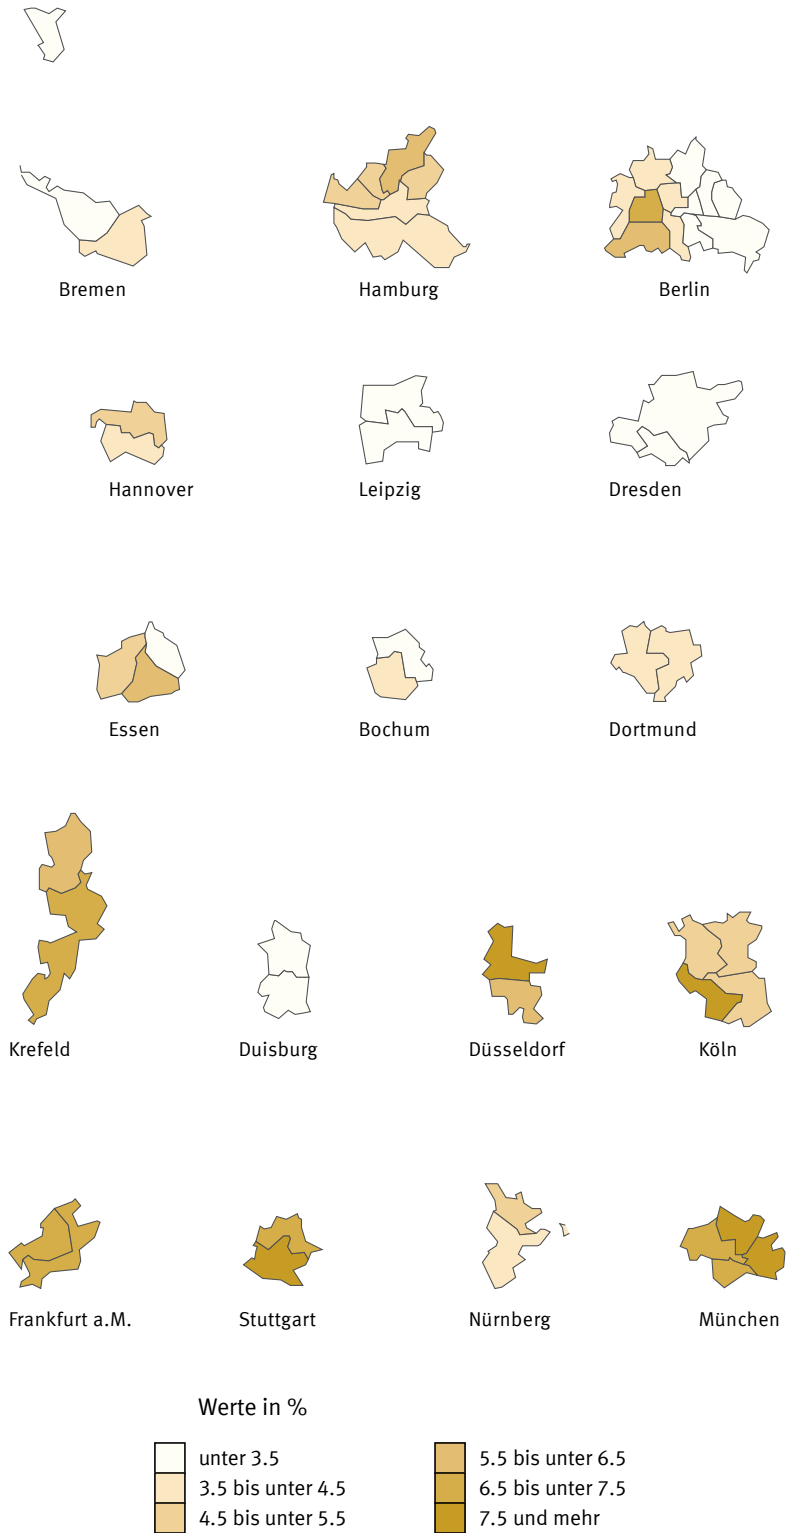 Bremen
Hamburg
Berlin
Hannover
Leipzig
Dresden
Essen
Bochum
Dortmund
Krefeld
Duisburg
Düsseldorf
Köln
Frankfurt a.M.
Stuttgart
Nürnberg
München
Werte in %
unter 3.5
3.5 bis unter 4.5
4.5 bis unter 5.5
5.5 bis unter 6.5
6.5 bis unter 7.5
7.5 und mehr